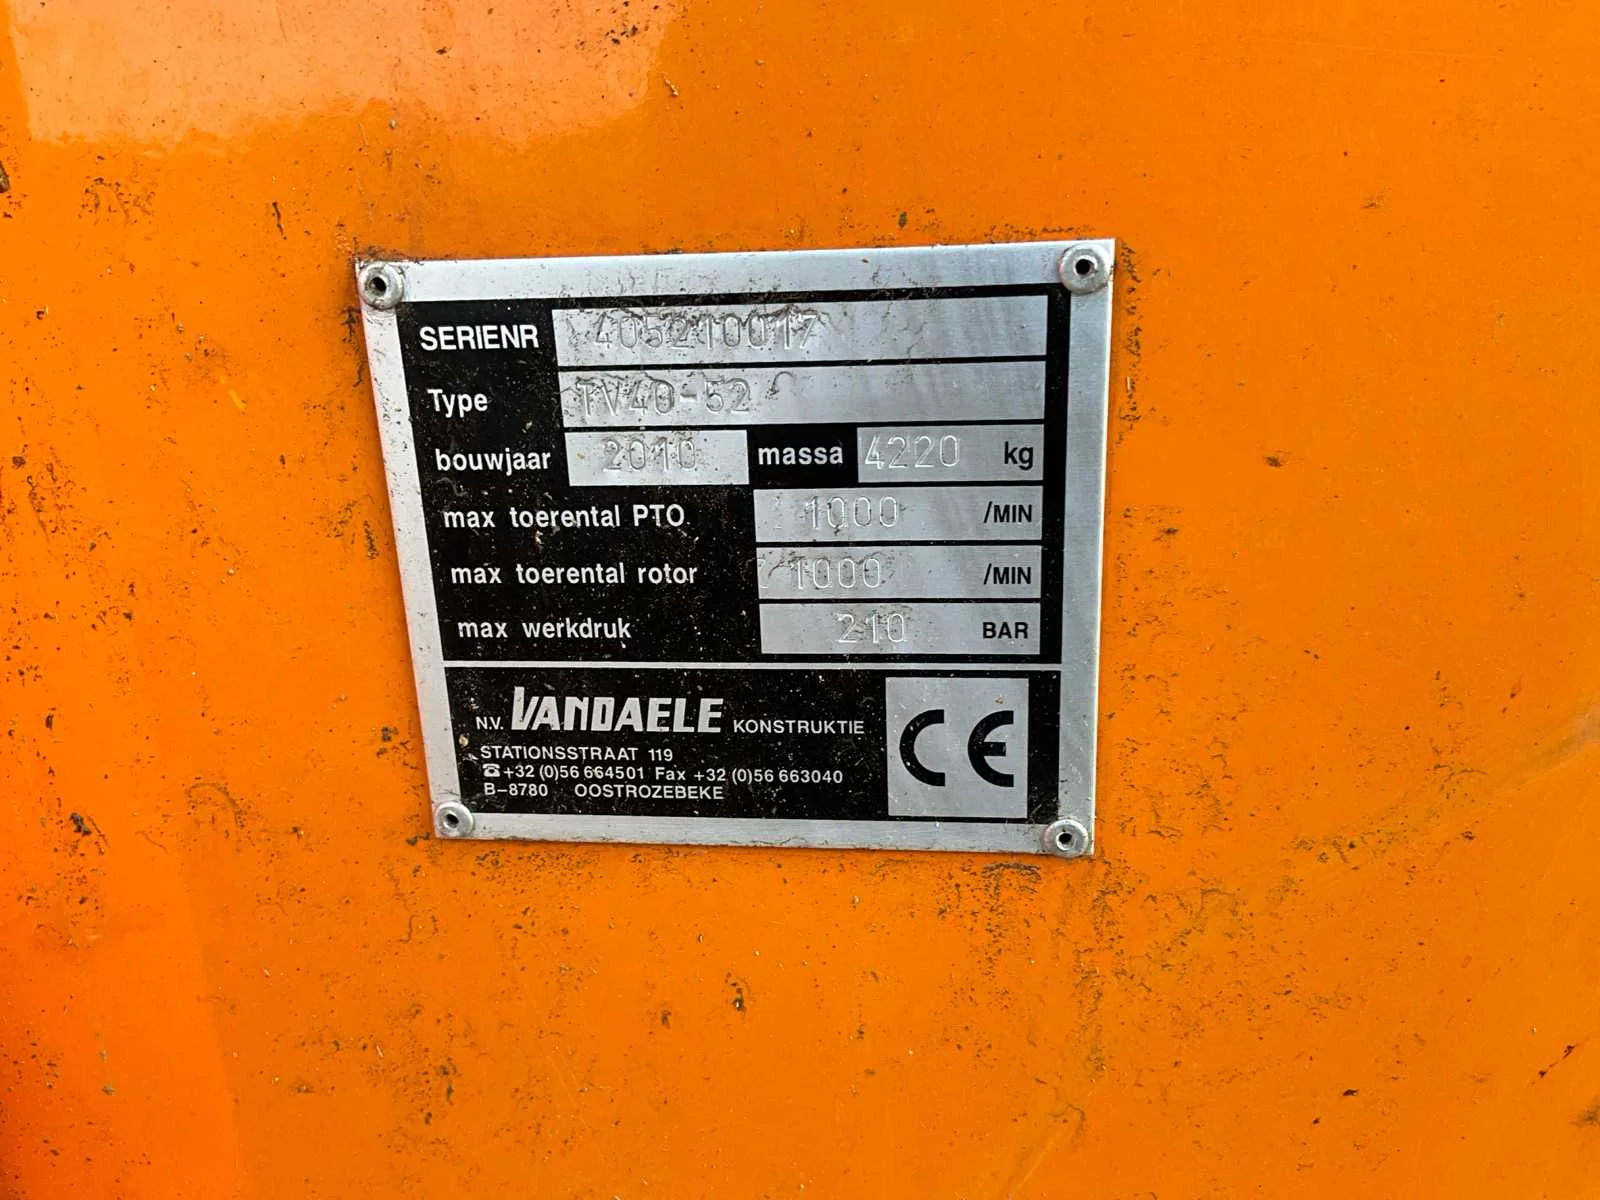 SERIENR 405210017
Type TV40-52
bouwjaar 2010 massa 4220 kg
max toerental PTO 1000 /MIN
max toerental rotor 1000 /MIN
max werkdruk 210 BAR
N.V. VANDAELE KONSTRUKTIE
STATIONSSTRAAT 119
☎+32 (0)56 664501 Fax +32 (0)56 663040
B-8780 OOSTROZEBEKE
CE